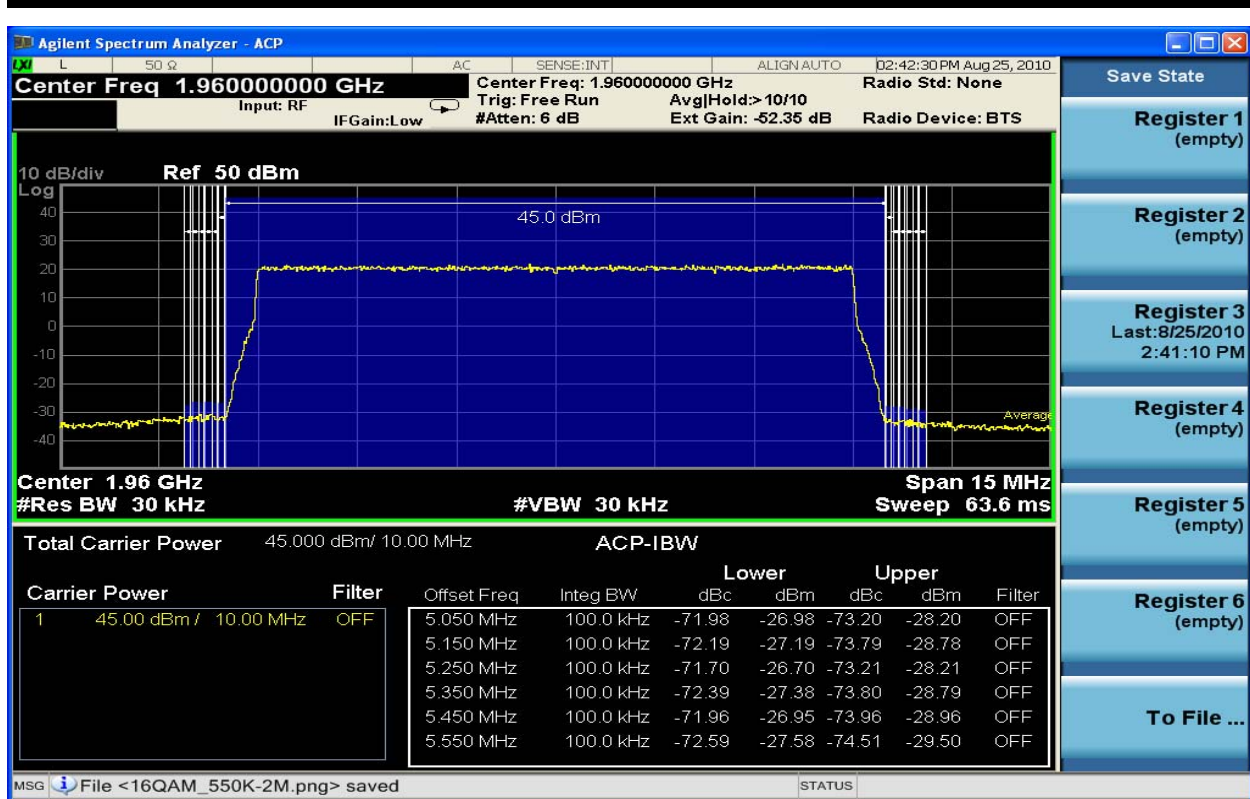 Agilent Spectrum Analyzer - ACP
LXI L 50 Ω AC SENSE:INT ALIGN AUTO 02:42:30 PM Aug 25, 2010
Center Freq 1.960000000 GHz
Input: RF
IFGain:Low
Center Freq: 1.960000000 GHz
Trig: Free Run Avg|Hold:>10/10
#Atten: 6 dB Ext Gain: -52.35 dB
Radio Std: None
Radio Device: BTS
10 dB/div Ref 50 dBm
Log
40
30
20
10
0
-10
-20
-30
-40
45.0 dBm
Average
Center 1.96 GHz Span 15 MHz
#Res BW 30 kHz #VBW 30 kHz Sweep 63.6 ms
Total Carrier Power 45.000 dBm/ 10.00 MHz ACP-IBW
Lower Upper
Carrier Power Filter Offset Freq Integ BW dBc dBm dBc dBm Filter
1 45.00 dBm / 10.00 MHz OFF 5.050 MHz 100.0 kHz -71.98 -26.98 -73.20 -28.20 OFF
5.150 MHz 100.0 kHz -72.19 -27.19 -73.79 -28.78 OFF
5.250 MHz 100.0 kHz -71.70 -26.70 -73.21 -28.21 OFF
5.350 MHz 100.0 kHz -72.39 -27.38 -73.80 -28.79 OFF
5.450 MHz 100.0 kHz -71.96 -26.95 -73.96 -28.96 OFF
5.550 MHz 100.0 kHz -72.59 -27.58 -74.51 -29.50 OFF
MSG File <16QAM_550K-2M.png> saved STATUS
Save State
Register 1
(empty)
Register 2
(empty)
Register 3
Last:8/25/2010
2:41:10 PM
Register 4
(empty)
Register 5
(empty)
Register 6
(empty)
To File ...